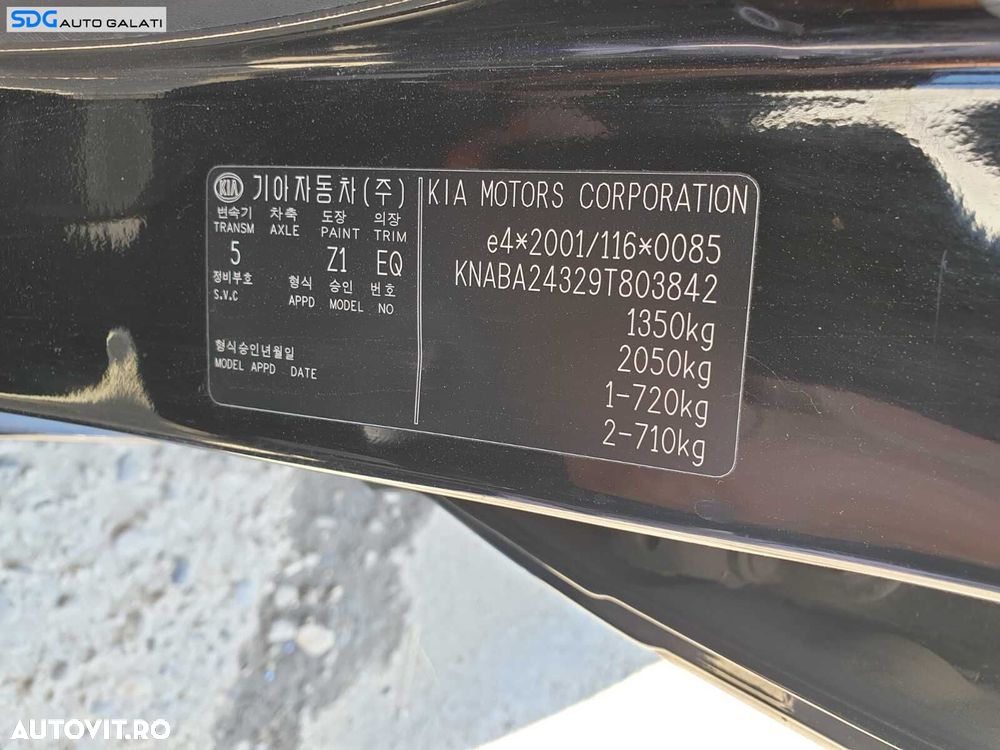 SDG AUTO GALATI
KIA 기아자동차(주)
변속기 차축 도장 의장
TRANSM AXLE PAINT TRIM
5 Z1 EQ
정비부호 형식 승인 번호
S.V.C APPD MODEL NO
형식승인년월일
MODEL APPD DATE
KIA MOTORS CORPORATION
e4*2001/116*0085
KNABA24329T803842
1350kg
2050kg
1-720kg
2-710kg
AUTOVIT.RO